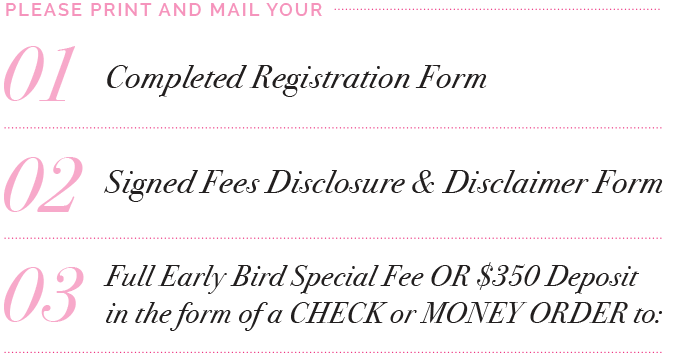 PLEASE PRINT AND MAIL YOUR
01 Completed Registration Form
02 Signed Fees Disclosure & Disclaimer Form
03 Full Early Bird Special Fee OR $350 Deposit
in the form of a CHECK or MONEY ORDER to: